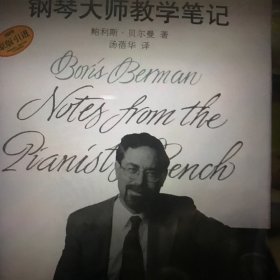 钢琴大师教学笔记
鲍利斯·贝尔曼 著
汤蓓华 译
Boris Berman
Notes from the
Pianist's Bench